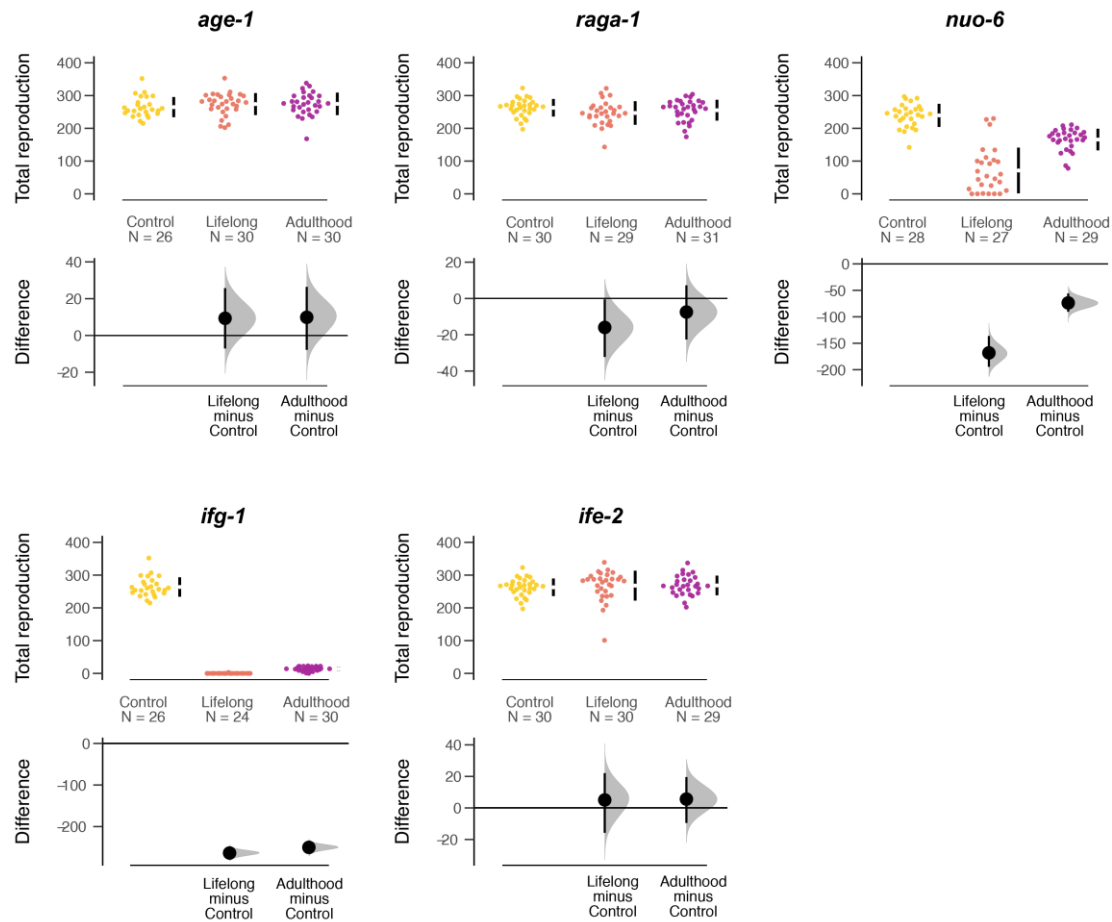 age-1
Total reproduction
400
300
200
100
0
Control
N = 26
Lifelong
N = 30
Adulthood
N = 30
Difference
40
20
0
−20
Lifelong
minus
Control
Adulthood
minus
Control
raga-1
Total reproduction
400
300
200
100
0
Control
N = 30
Lifelong
N = 29
Adulthood
N = 31
Difference
20
0
−20
−40
Lifelong
minus
Control
Adulthood
minus
Control
nuo-6
Total reproduction
400
300
200
100
0
Control
N = 28
Lifelong
N = 27
Adulthood
N = 29
Difference
0
−50
−100
−150
−200
Lifelong
minus
Control
Adulthood
minus
Control
ifg-1
Total reproduction
400
300
200
100
0
Control
N = 26
Lifelong
N = 24
Adulthood
N = 30
Difference
0
−100
−200
Lifelong
minus
Control
Adulthood
minus
Control
ife-2
Total reproduction
400
300
200
100
0
Control
N = 30
Lifelong
N = 30
Adulthood
N = 29
Difference
40
20
0
−20
Lifelong
minus
Control
Adulthood
minus
Control